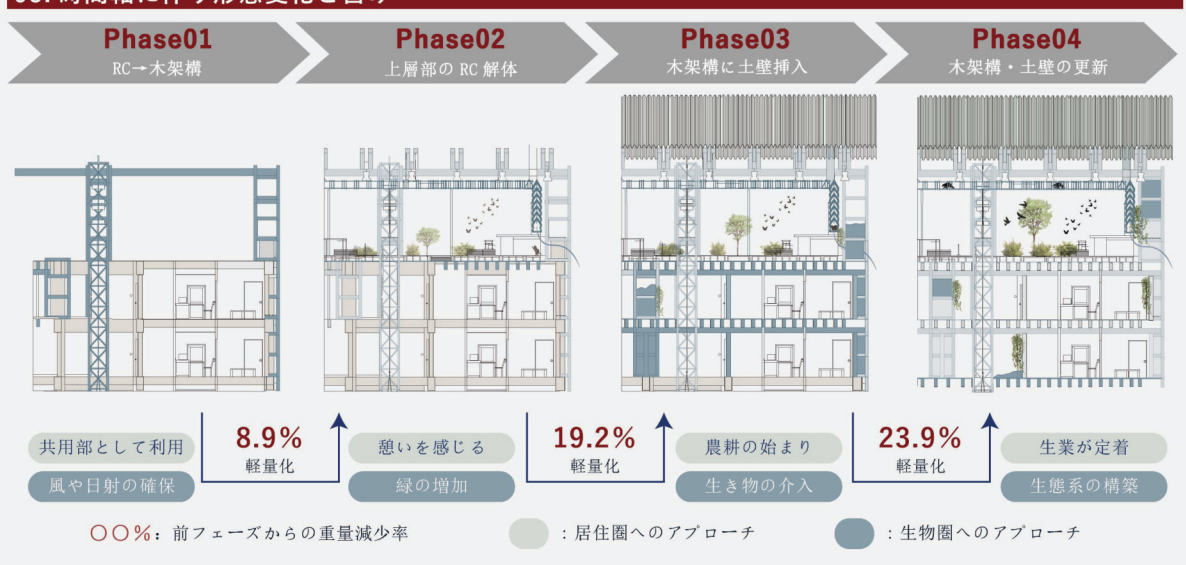 Phase01
RC→木架構
Phase02
上層部の RC 解体
Phase03
木架構に土壁挿入
Phase04
木架構・土壁の更新
共用部として利用
風や日射の確保
8.9%
軽量化
憩いを感じる
緑の増加
19.2%
軽量化
農耕の始まり
生き物の介入
23.9%
軽量化
生業が定着
生態系の構築
〇〇%：前フェーズからの重量減少率
：居住圏へのアプローチ
：生物圏へのアプローチ